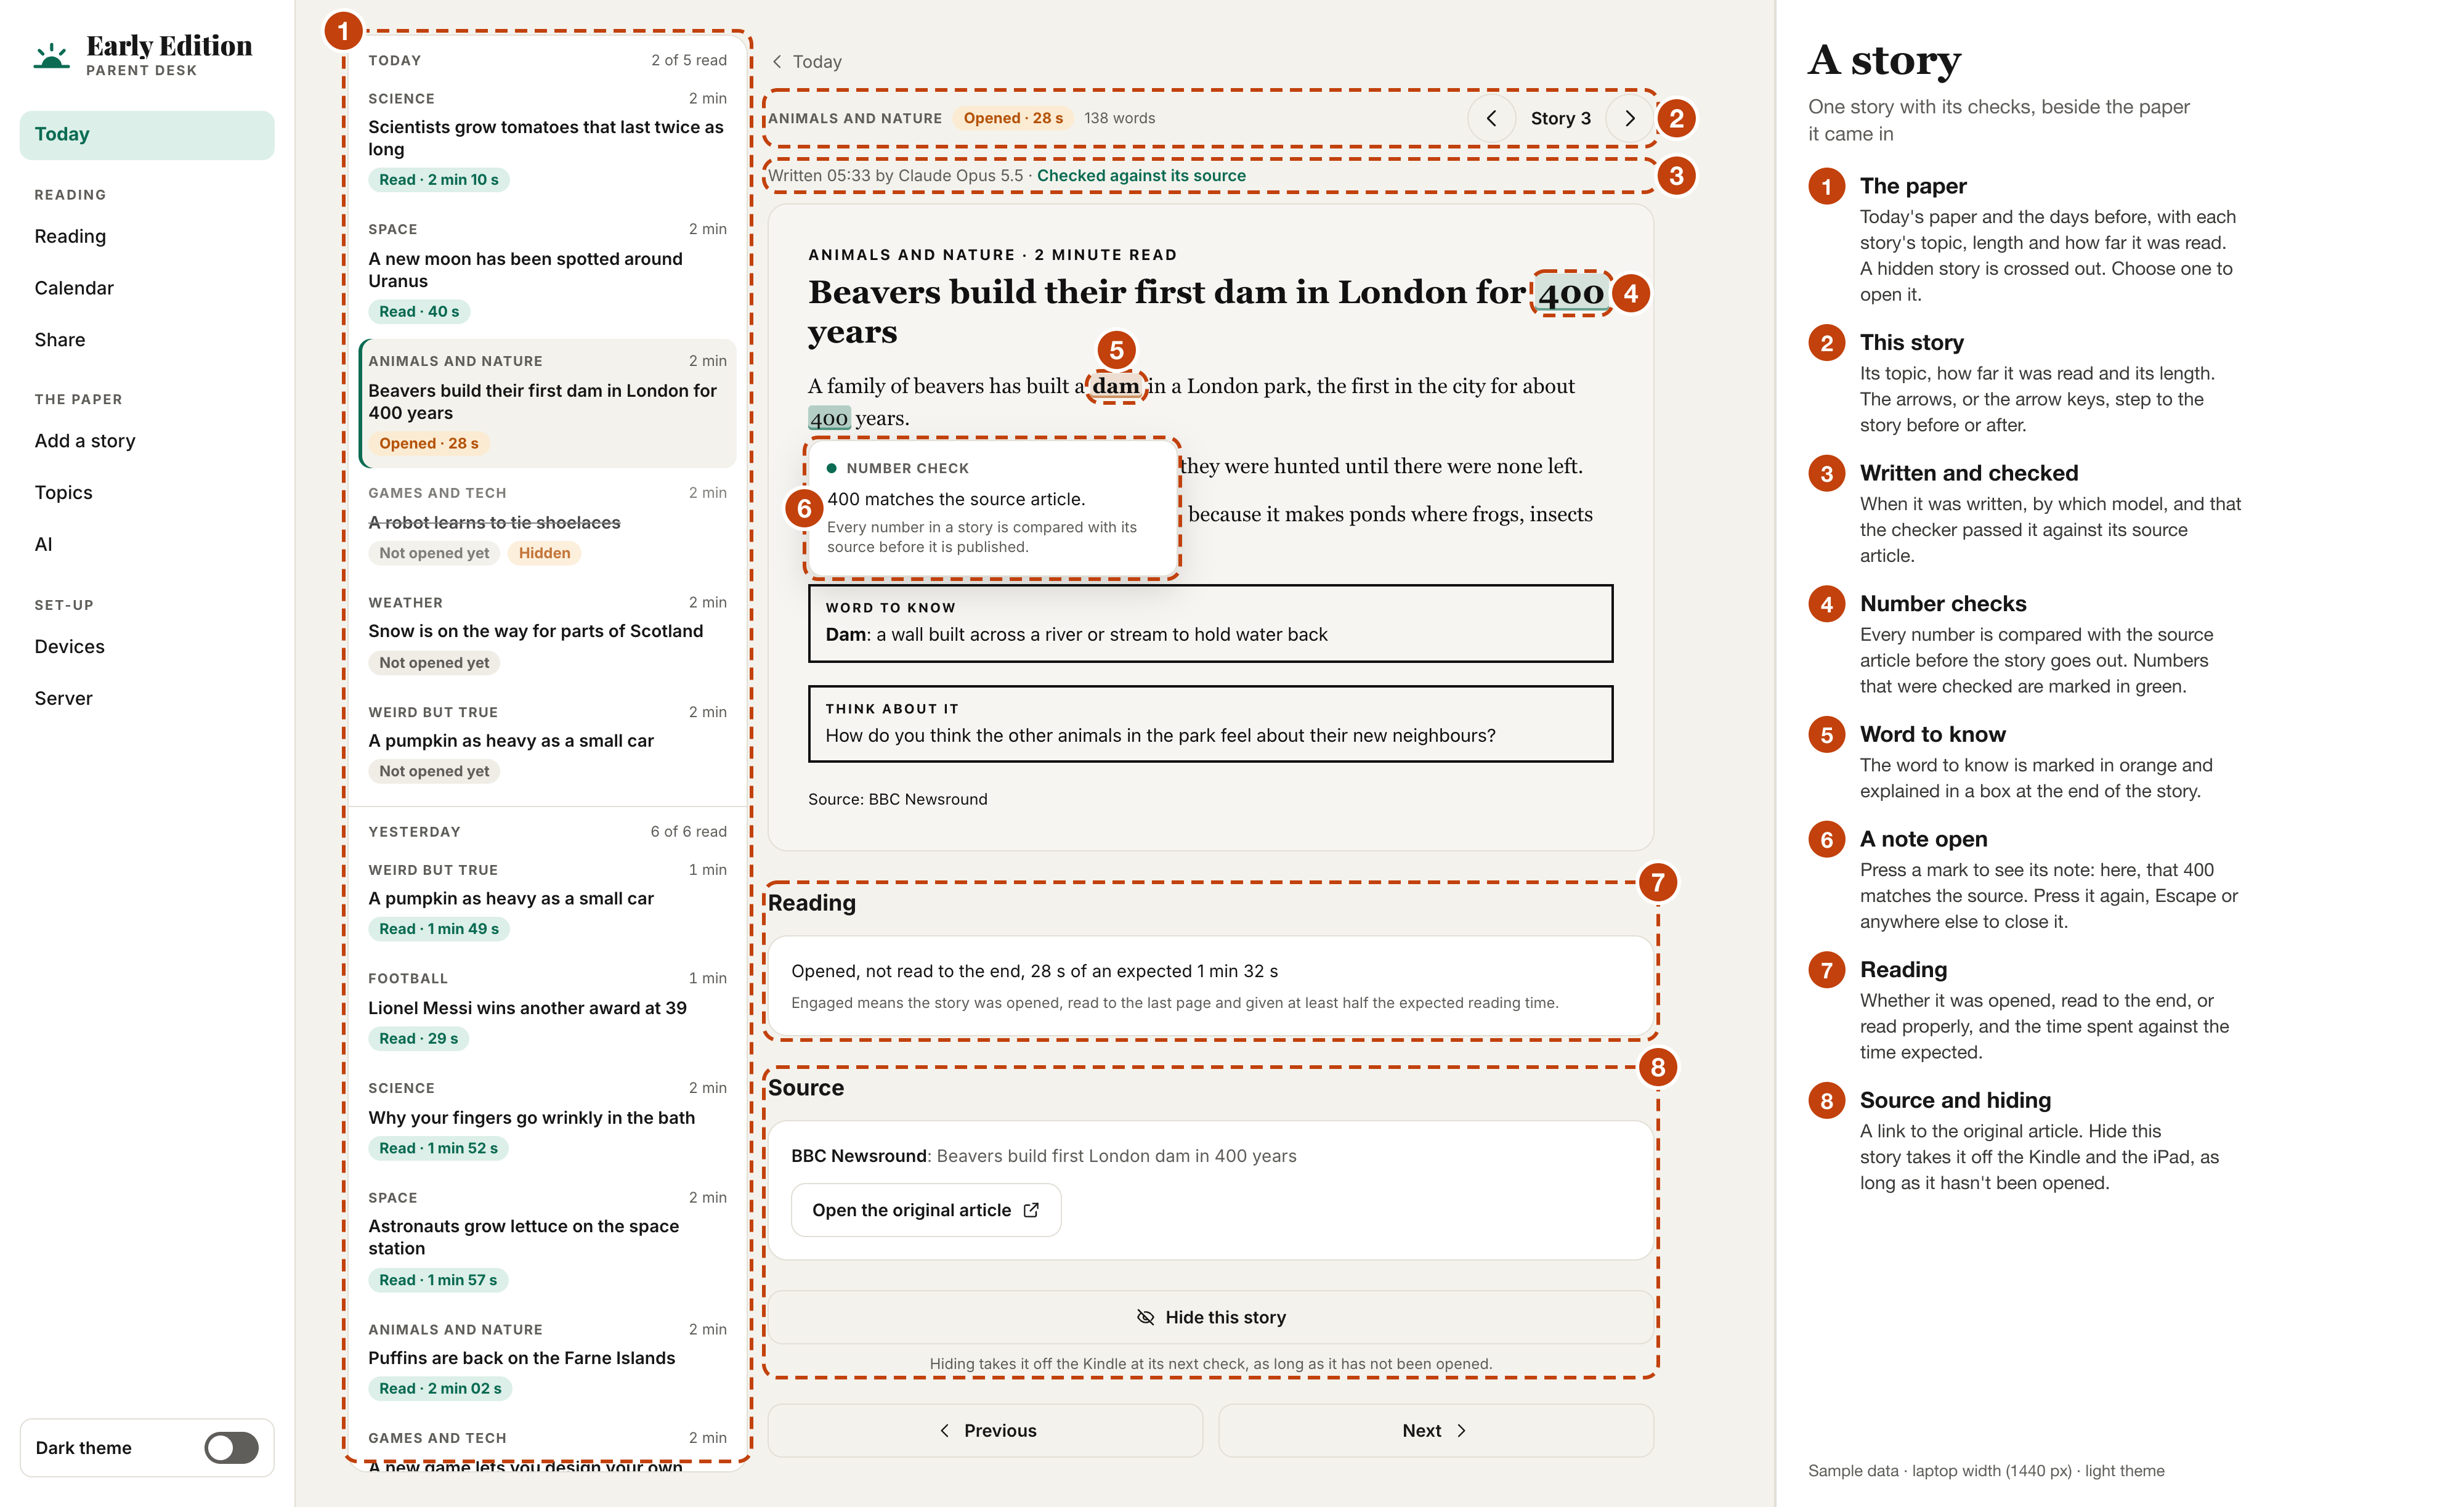 Early Edition
PARENT DESK
Today
READING
Reading
Calendar
Share
THE PAPER
Add a story
Topics
AI
SET-UP
Devices
Server
Dark theme
1
TODAY 2 of 5 read
SCIENCE 2 min
Scientists grow tomatoes that last twice as
long
Read · 2 min 10 s
SPACE 2 min
A new moon has been spotted around
Uranus
Read · 40 s
ANIMALS AND NATURE 2 min
Beavers build their first dam in London for
400 years
Opened · 28 s
GAMES AND TECH 2 min
A robot learns to tie shoelaces
Not opened yet Hidden
WEATHER 2 min
Snow is on the way for parts of Scotland
Not opened yet
WEIRD BUT TRUE 2 min
A pumpkin as heavy as a small car
Not opened yet
YESTERDAY 6 of 6 read
WEIRD BUT TRUE 1 min
A pumpkin as heavy as a small car
Read · 1 min 49 s
FOOTBALL 1 min
Lionel Messi wins another award at 39
Read · 29 s
SCIENCE 2 min
Why your fingers go wrinkly in the bath
Read · 1 min 52 s
SPACE 2 min
Astronauts grow lettuce on the space
station
Read · 1 min 57 s
ANIMALS AND NATURE 2 min
Puffins are back on the Farne Islands
Read · 2 min 02 s
GAMES AND TECH 2 min
A new game lets you design your own
Today
ANIMALS AND NATURE Opened · 28 s 138 words Story 3 2
Written 05:33 by Claude Opus 5.5 · Checked against its source 3
ANIMALS AND NATURE · 2 MINUTE READ
Beavers build their first dam in London for 400 4
years
5
A family of beavers has built a dam in a London park, the first in the city for about
400 years.
they were hunted until there were none left.
because it makes ponds where frogs, insects
6
NUMBER CHECK
400 matches the source article.
Every number in a story is compared with its
source before it is published.
WORD TO KNOW
Dam: a wall built across a river or stream to hold water back
THINK ABOUT IT
How do you think the other animals in the park feel about their new neighbours?
Source: BBC Newsround
7
Reading
Opened, not read to the end, 28 s of an expected 1 min 32 s
Engaged means the story was opened, read to the last page and given at least half the expected reading time.
8
Source
BBC Newsround: Beavers build first London dam in 400 years
Open the original article
Hide this story
Hiding takes it off the Kindle at its next check, as long as it has not been opened.
Previous
Next
A story
One story with its checks, beside the paper
it came in
1 The paper
Today's paper and the days before, with each
story's topic, length and how far it was read.
A hidden story is crossed out. Choose one to
open it.
2 This story
Its topic, how far it was read and its length.
The arrows, or the arrow keys, step to the
story before or after.
3 Written and checked
When it was written, by which model, and that
the checker passed it against its source
article.
4 Number checks
Every number is compared with the source
article before the story goes out. Numbers
that were checked are marked in green.
5 Word to know
The word to know is marked in orange and
explained in a box at the end of the story.
6 A note open
Press a mark to see its note: here, that 400
matches the source. Press it again, Escape or
anywhere else to close it.
7 Reading
Whether it was opened, read to the end, or
read properly, and the time spent against the
time expected.
8 Source and hiding
A link to the original article. Hide this
story takes it off the Kindle and the iPad, as
long as it hasn't been opened.
Sample data · laptop width (1440 px) · light theme